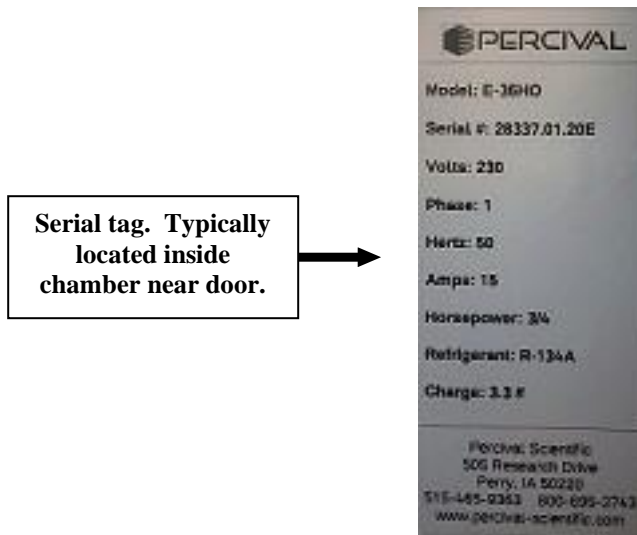 Serial tag. Typically
located inside
chamber near door.
PERCIVAL
Model: E-36HO
Serial #: 28337.01.20E
Volts: 230
Phase: 1
Hertz: 50
Amps: 15
Horsepower: 3/4
Refrigerant: R-134A
Charge: 3.3 #
Percival Scientific
505 Research Drive
Perry, IA 50220
515-465-9363 800-695-2743
www.percival-scientific.com